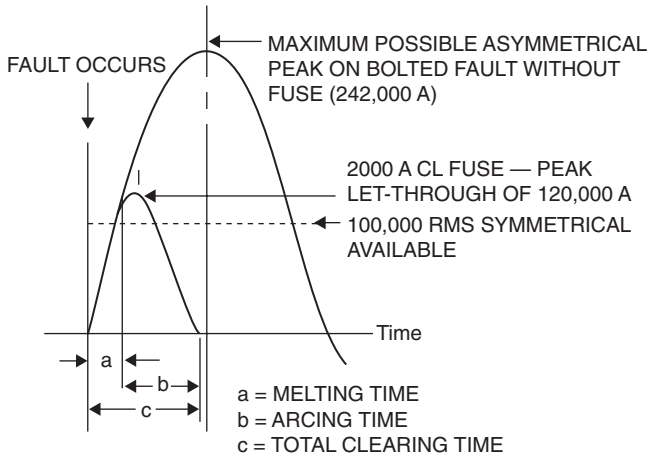 MAXIMUM POSSIBLE ASYMMETRICAL
PEAK ON BOLTED FAULT WITHOUT
FUSE (242,000 A)
FAULT OCCURS
2000 A CL FUSE — PEAK
LET-THROUGH OF 120,000 A
100,000 RMS SYMMETRICAL
AVAILABLE
Time
a
b
c
a = MELTING TIME
b = ARCING TIME
c = TOTAL CLEARING TIME